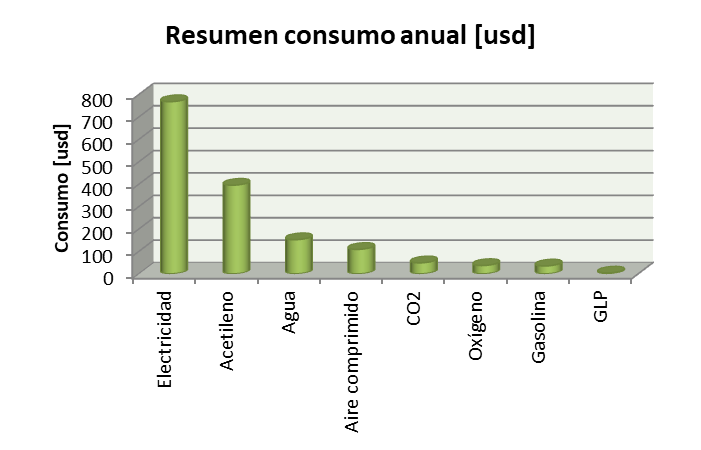 Resumen consumo anual [usd]
Consumo [usd]
800
700
600
500
400
300
200
100
0
Electricidad
Acetileno
Agua
Aire comprimido
CO2
Oxígeno
Gasolina
GLP